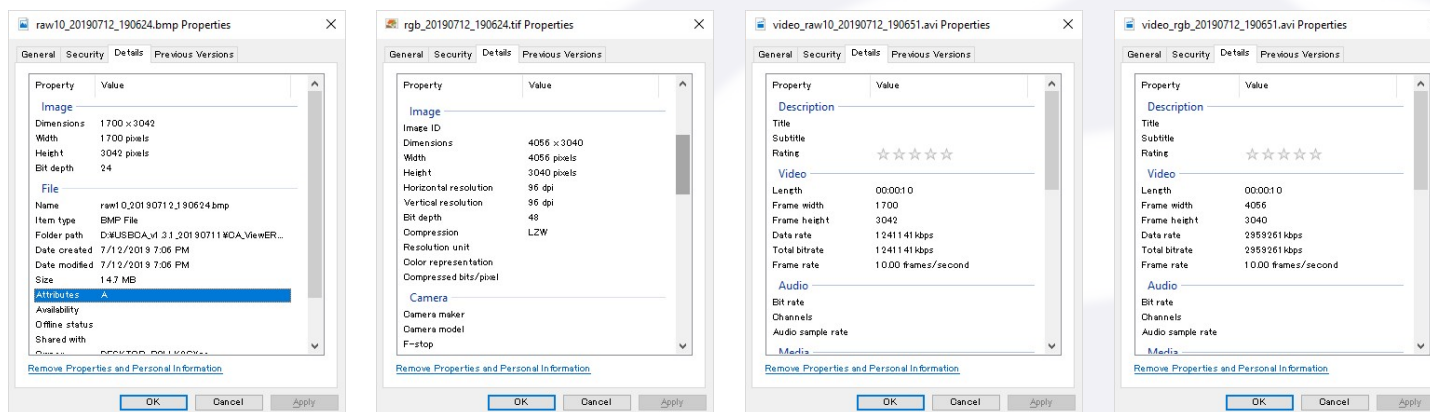 raw10_20190712_190624.bmp Properties
General Security Details Previous Versions
Property Value
Image
Dimensions 1700 x 3042
Width 1700 pixels
Height 3042 pixels
Bit depth 24
File
Name raw10_20190712_190624.bmp
Item type BMP File
Folder path D:¥USBCA_v1.3.1_20190711¥CA_ViewER...
Date created 7/12/2019 7:06 PM
Date modified 7/12/2019 7:06 PM
Size 14.7 MB
Attributes A
Availability
Offline status
Shared with
Remove Properties and Personal Information
OK Cancel Apply
rgb_20190712_190624.tif Properties
General Security Details Previous Versions
Property Value
Image
Image ID
Dimensions 4056 x 3040
Width 4056 pixels
Height 3040 pixels
Horizontal resolution 96 dpi
Vertical resolution 96 dpi
Bit depth 48
Compression LZW
Resolution unit
Color representation
Compressed bits/pixel
Camera
Camera maker
Camera model
F-stop
Remove Properties and Personal Information
OK Cancel Apply
video_raw10_20190712_190651.avi Properties
General Security Details Previous Versions
Property Value
Description
Title
Subtitle
Rating
Video
Length 00:00:10
Frame width 1700
Frame height 3042
Data rate 1241141kbps
Total bitrate 1241141kbps
Frame rate 10.00 frames/second
Audio
Bit rate
Channels
Audio sample rate
Media
Remove Properties and Personal Information
OK Cancel Apply
video_rgb_20190712_190651.avi Properties
General Security Details Previous Versions
Property Value
Description
Title
Subtitle
Rating
Video
Length 00:00:10
Frame width 4056
Frame height 3040
Data rate 2959261kbps
Total bitrate 2959261kbps
Frame rate 10.00 frames/second
Audio
Bit rate
Channels
Audio sample rate
Media
Remove Properties and Personal Information
OK Cancel Apply